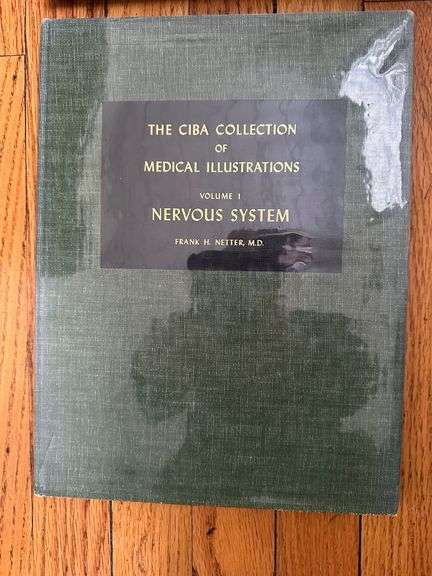 THE CIBA COLLECTION
OF
MEDICAL ILLUSTRATIONS
VOLUME 1
NERVOUS SYSTEM
FRANK H. NETTER, M.D.